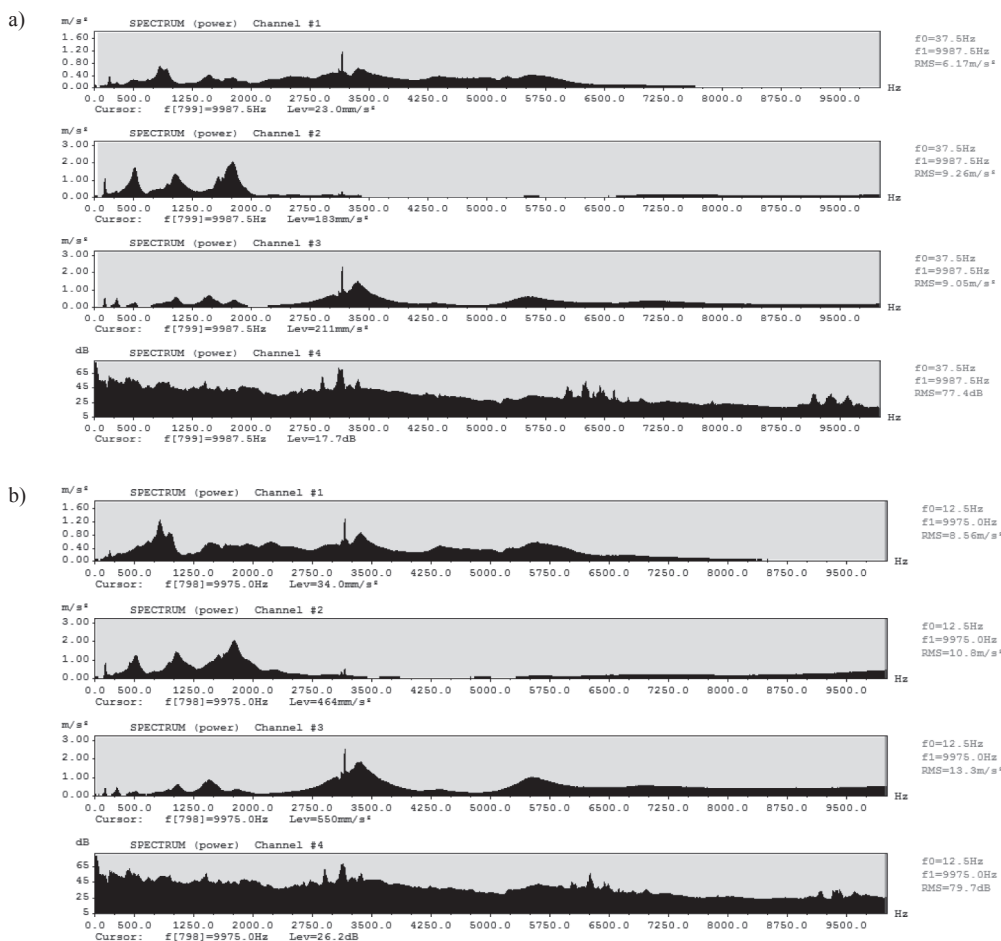 a)
m/s² SPECTRUM (power) Channel #1
1.60
1.20
0.80
0.40
0.00
0.0 500.0 1250.0 2000.0 2750.0 3500.0 4250.0 5000.0 5750.0 6500.0 7250.0 8000.0 8750.0 9500.0 Hz
Cursor: f[799]=9987.5Hz Lev=23.0mm/s²
f0=37.5Hz
f1=9987.5Hz
RMS=6.17m/s²
m/s² SPECTRUM (power) Channel #2
3.00
2.00
1.00
0.00
0.0 500.0 1250.0 2000.0 2750.0 3500.0 4250.0 5000.0 5750.0 6500.0 7250.0 8000.0 8750.0 9500.0 Hz
Cursor: f[799]=9987.5Hz Lev=183mm/s²
f0=37.5Hz
f1=9987.5Hz
RMS=9.26m/s²
m/s² SPECTRUM (power) Channel #3
3.00
2.00
1.00
0.00
0.0 500.0 1250.0 2000.0 2750.0 3500.0 4250.0 5000.0 5750.0 6500.0 7250.0 8000.0 8750.0 9500.0 Hz
Cursor: f[799]=9987.5Hz Lev=211mm/s²
f0=37.5Hz
f1=9987.5Hz
RMS=9.05m/s²
dB SPECTRUM (power) Channel #4
65
45
25
5
0.0 500.0 1250.0 2000.0 2750.0 3500.0 4250.0 5000.0 5750.0 6500.0 7250.0 8000.0 8750.0 9500.0 Hz
Cursor: f[799]=9987.5Hz Lev=17.7dB
f0=37.5Hz
f1=9987.5Hz
RMS=77.4dB
b)
m/s² SPECTRUM (power) Channel #1
1.60
1.20
0.80
0.40
0.00
0.0 500.0 1250.0 2000.0 2750.0 3500.0 4250.0 5000.0 5750.0 6500.0 7250.0 8000.0 8750.0 9500.0 Hz
Cursor: f[798]=9975.0Hz Lev=34.0mm/s²
f0=12.5Hz
f1=9975.0Hz
RMS=8.56m/s²
m/s² SPECTRUM (power) Channel #2
3.00
2.00
1.00
0.00
0.0 500.0 1250.0 2000.0 2750.0 3500.0 4250.0 5000.0 5750.0 6500.0 7250.0 8000.0 8750.0 9500.0 Hz
Cursor: f[798]=9975.0Hz Lev=464mm/s²
f0=12.5Hz
f1=9975.0Hz
RMS=10.8m/s²
m/s² SPECTRUM (power) Channel #3
3.00
2.00
1.00
0.00
0.0 500.0 1250.0 2000.0 2750.0 3500.0 4250.0 5000.0 5750.0 6500.0 7250.0 8000.0 8750.0 9500.0 Hz
Cursor: f[798]=9975.0Hz Lev=550mm/s²
f0=12.5Hz
f1=9975.0Hz
RMS=13.3m/s²
dB SPECTRUM (power) Channel #4
65
45
25
5
0.0 500.0 1250.0 2000.0 2750.0 3500.0 4250.0 5000.0 5750.0 6500.0 7250.0 8000.0 8750.0 9500.0 Hz
Cursor: f[798]=9975.0Hz Lev=26.2dB
f0=12.5Hz
f1=9975.0Hz
RMS=79.7dB